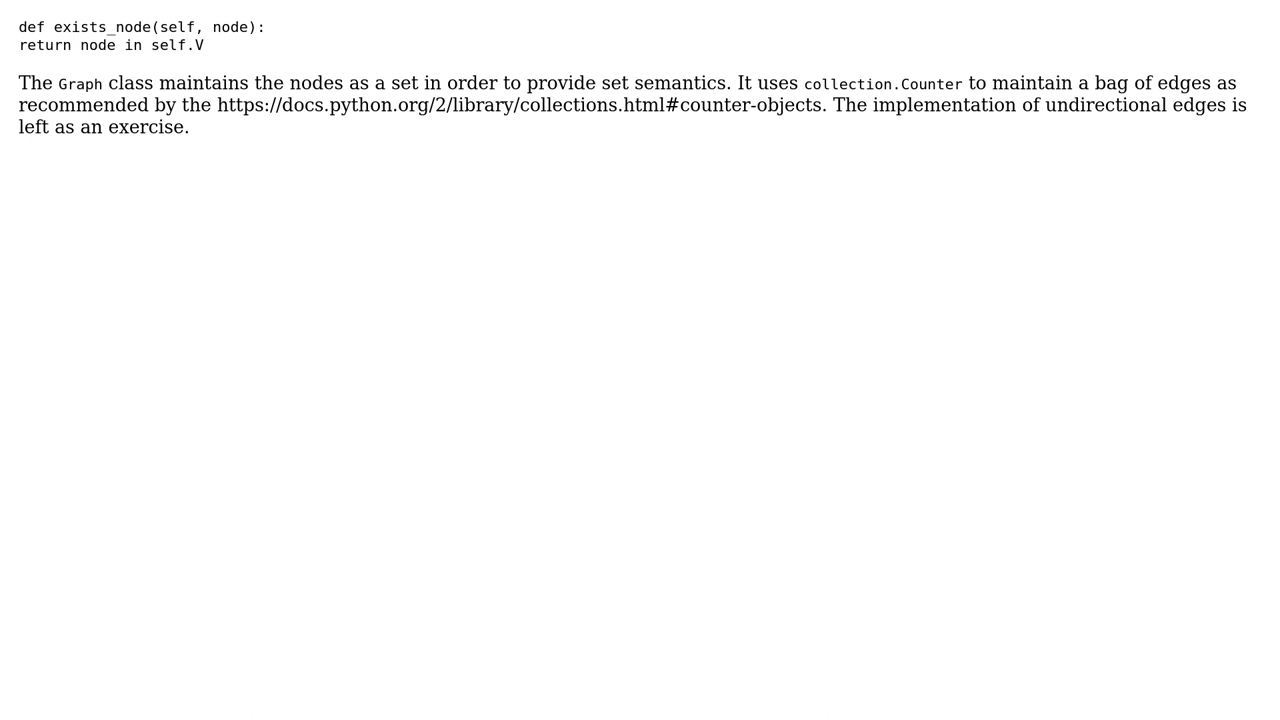 def exists_node(self, node):
return node in self.V
The Graph class maintains the nodes as a set in order to provide set semantics. It uses collection.Counter to maintain a bag of edges as
recommended by the https://docs.python.org/2/library/collections.html#counter-objects. The implementation of undirectional edges is
left as an exercise.